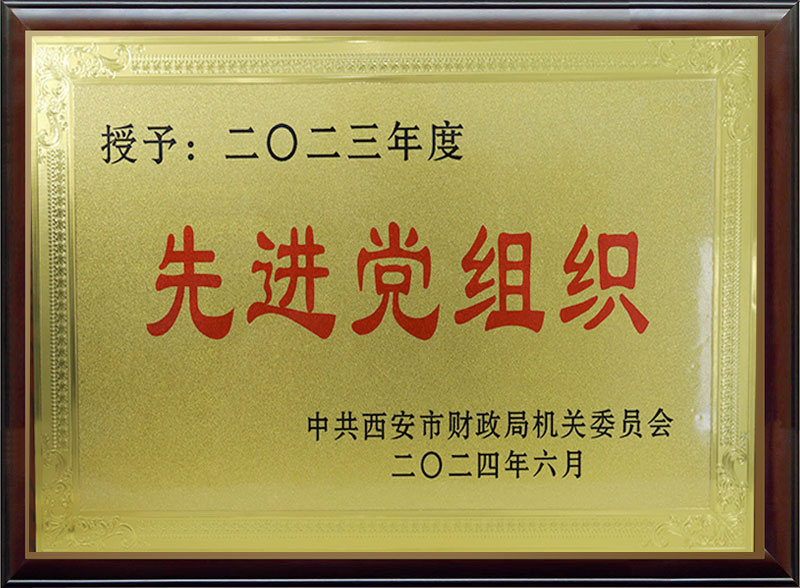 授予：二〇二三年度
先进党组织
中共西安市财政局机关委员会
二〇二四年六月